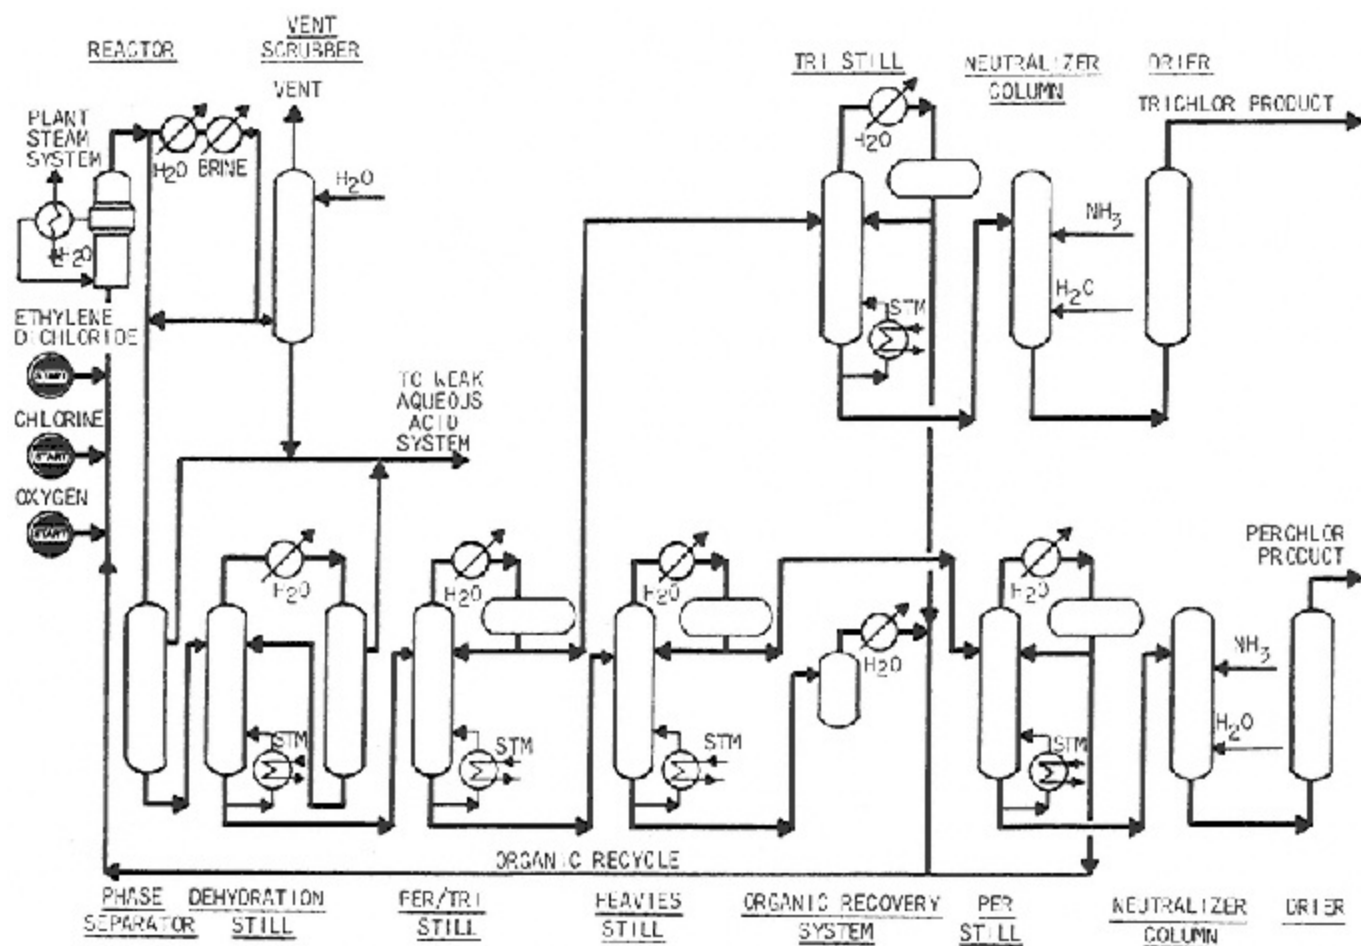 REACTOR
VENT
SCRUBBER
VENT
PLANT
STEAM
SYSTEM
H2O
BRINE
H2O
H2O
ETHYLENE
DICHLORIDE
START
CHLORINE
START
OXYGEN
START
TO WEAK
AQUEOUS
ACID
SYSTEM
TRI STILL
NEUTRALIZER
COLUMN
DRIER
TRICHLOR PRODUCT
H2O
NH3
H2O
STM
PERCHLOR
PRODUCT
H2O
H2O
H2O
H2O
H2O
NH3
H2O
STM
STM
STM
STM
ORGANIC RECYCLE
PHASE
SEPARATOR
DEHYDRATION
STILL
PER/TRI
STILL
HEAVIES
STILL
ORGANIC RECOVERY
SYSTEM
PER
STILL
NEUTRALIZER
COLUMN
DRIER